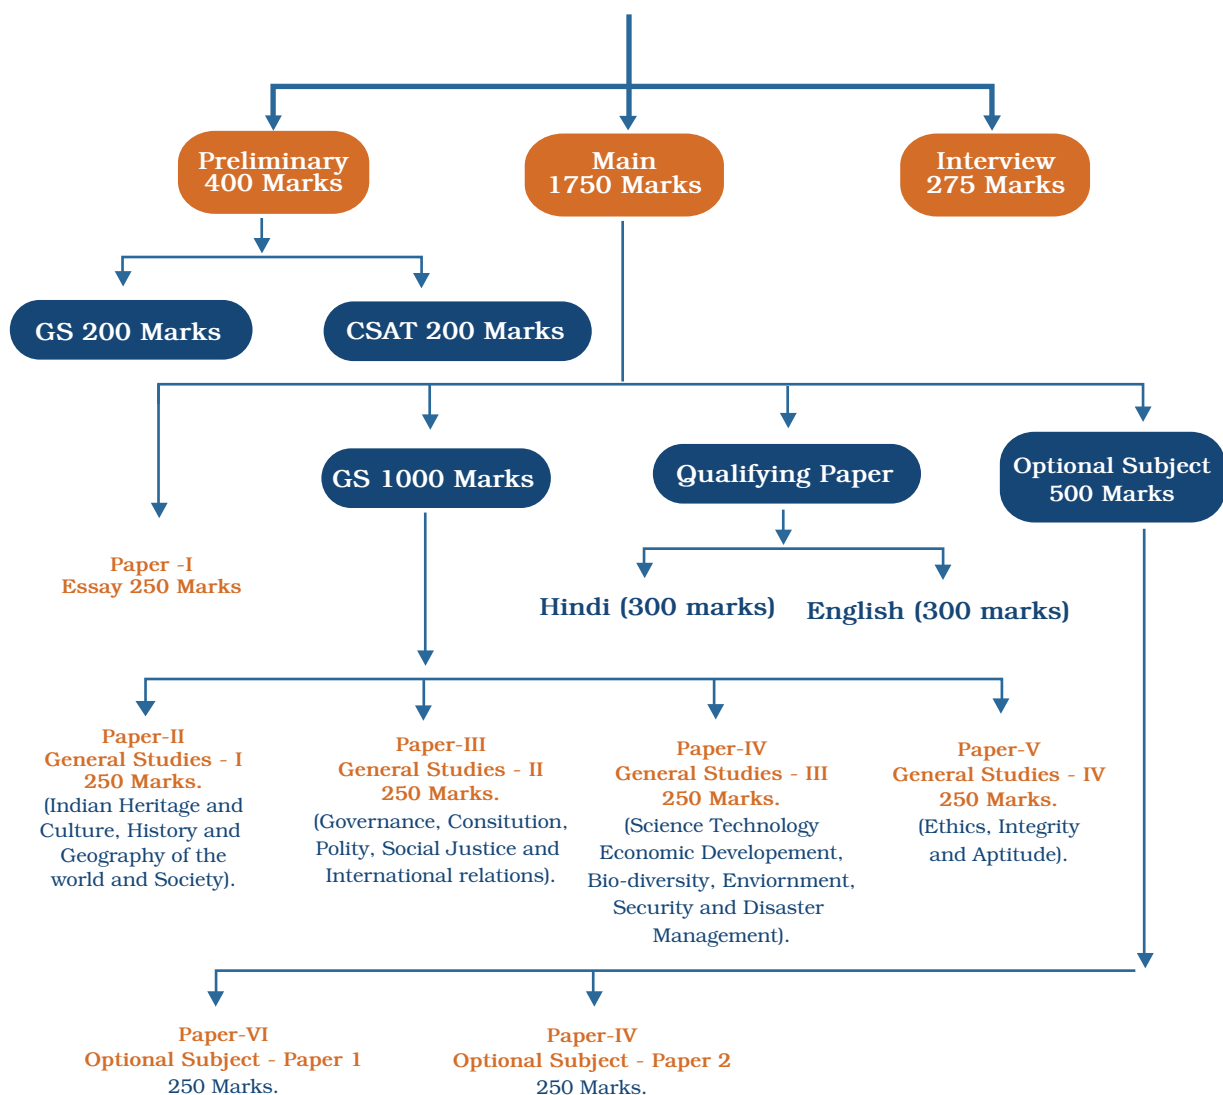 Preliminary
400 Marks
Main
1750 Marks
Interview
275 Marks
GS 200 Marks
CSAT 200 Marks
GS 1000 Marks
Qualifying Paper
Optional Subject
500 Marks
Paper -I
Essay 250 Marks
Hindi (300 marks)
English (300 marks)
Paper-II
General Studies - I
250 Marks.
(Indian Heritage and
Culture, History and
Geography of the
world and Society).
Paper-III
General Studies - II
250 Marks.
(Governance, Consitution,
Polity, Social Justice and
International relations).
Paper-IV
General Studies - III
250 Marks.
(Science Technology
Economic Developement,
Bio-diversity, Enviornment,
Security and Disaster
Management).
Paper-V
General Studies - IV
250 Marks.
(Ethics, Integrity
and Aptitude).
Paper-VI
Optional Subject - Paper 1
250 Marks.
Paper-IV
Optional Subject - Paper 2
250 Marks.